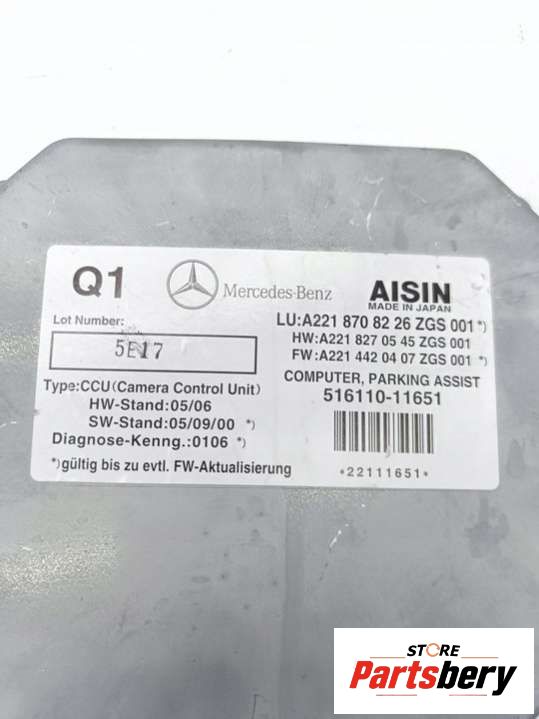 Q1
Mercedes-Benz
AISIN
MADE IN JAPAN
Lot Number:
5E17
LU:A221 870 8226 ZGS 001*)
HW:A221 827 05 45 ZGS 001
FW:A221 442 04 07 ZGS 001*)
Type:CCU(Camera Control Unit)
HW-Stand:05/06
SW-Stand:05/09/00 *)
Diagnose-Kenng.:0106 *)
*)gültig bis zu evtl. FW-Aktualisierung
COMPUTER, PARKING ASSIST
516110-11651
*22111651*
STORE
Partsbery